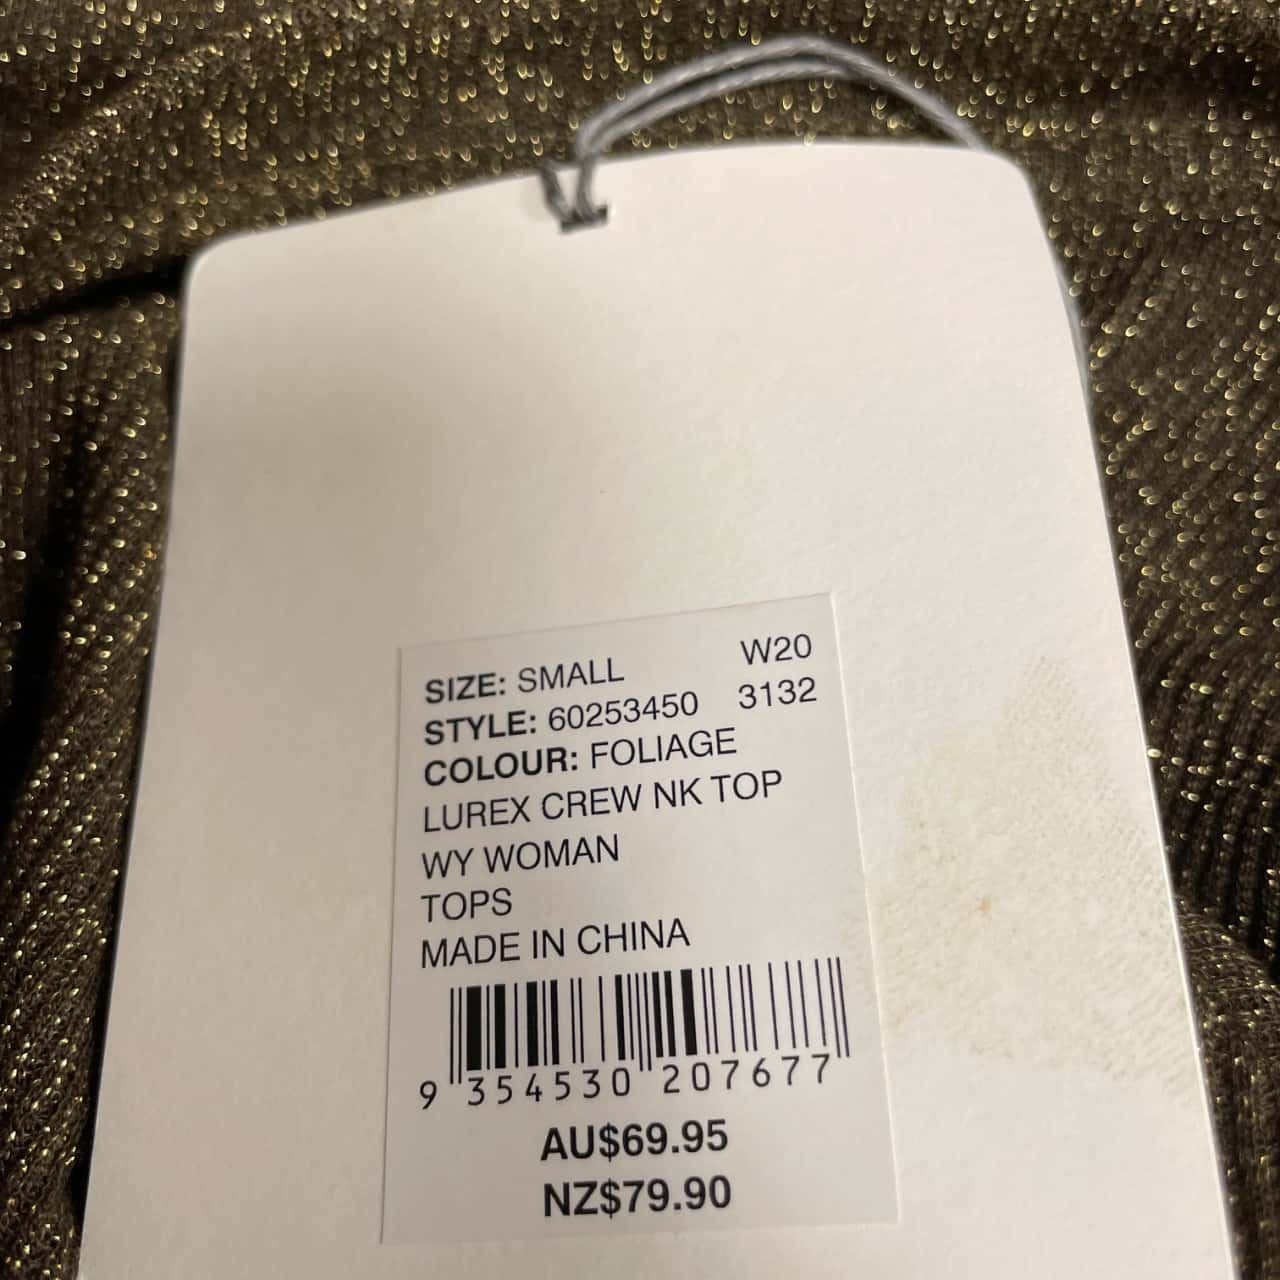 SIZE: SMALL W20
STYLE: 60253450 3132
COLOUR: FOLIAGE
LUREX CREW NK TOP
WY WOMAN
TOPS
MADE IN CHINA
9 354530 207677
AU$69.95
NZ$79.90